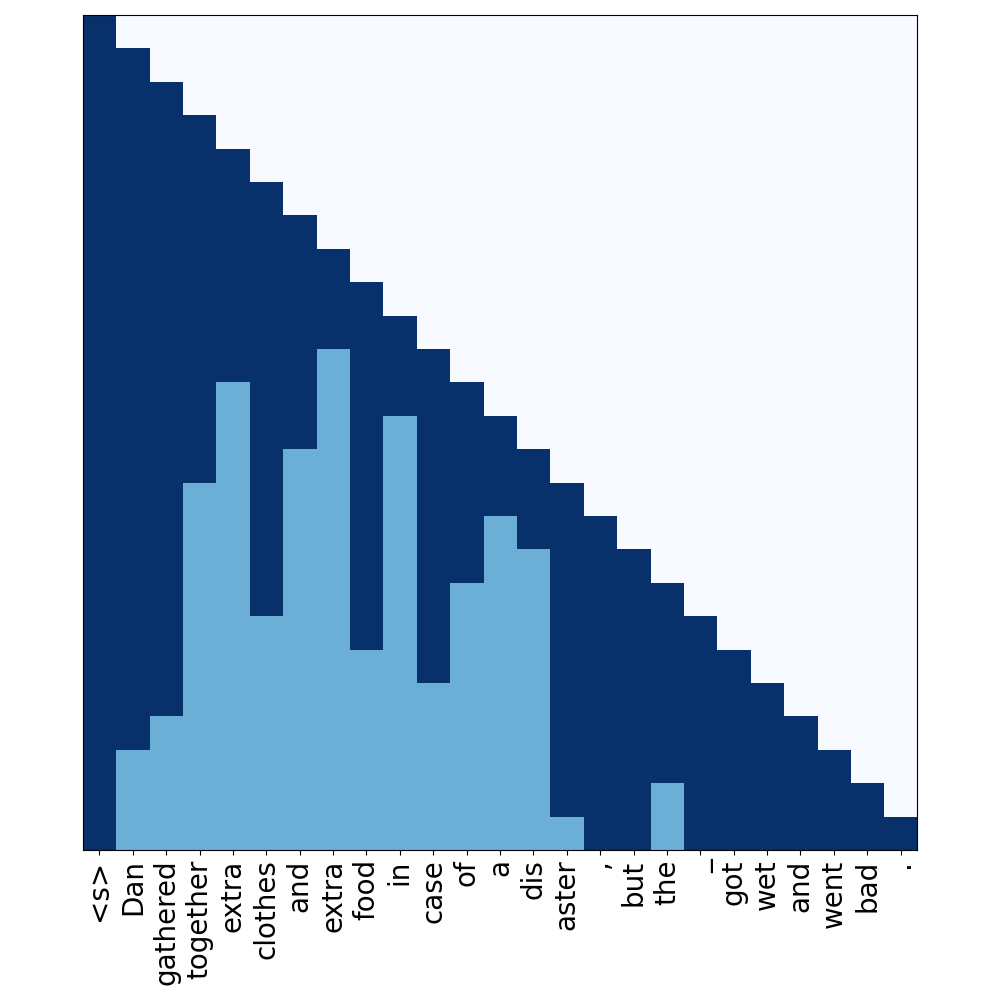 <s>
Dan
gathered
together
extra
clothes
and
extra
food
in
case
of
a
dis
aster
,
but
the
_
got
wet
and
went
bad
.